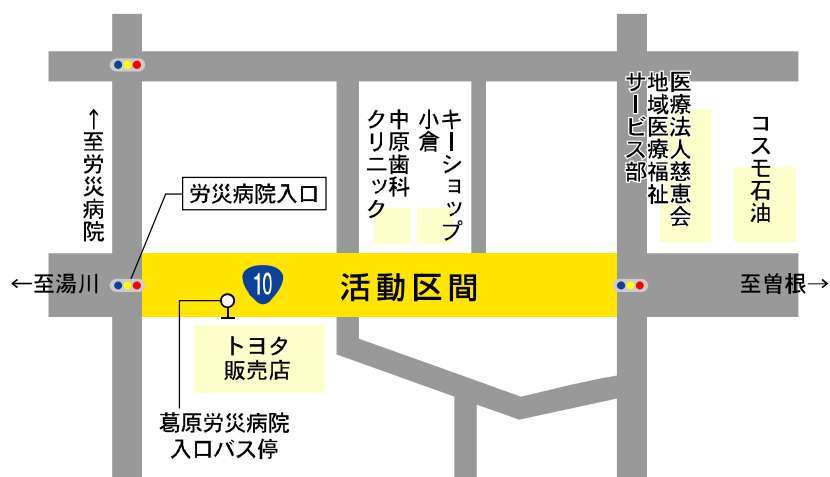 ↑至労災病院
労災病院入口
中原歯科
クリニック
キーショップ
小倉
医療法人慈恵会
地域医療福祉
サービス部
コスモ石油
←至湯川
10
活動区間
至曽根→
トヨタ
販売店
葛原労災病院
入口バス停